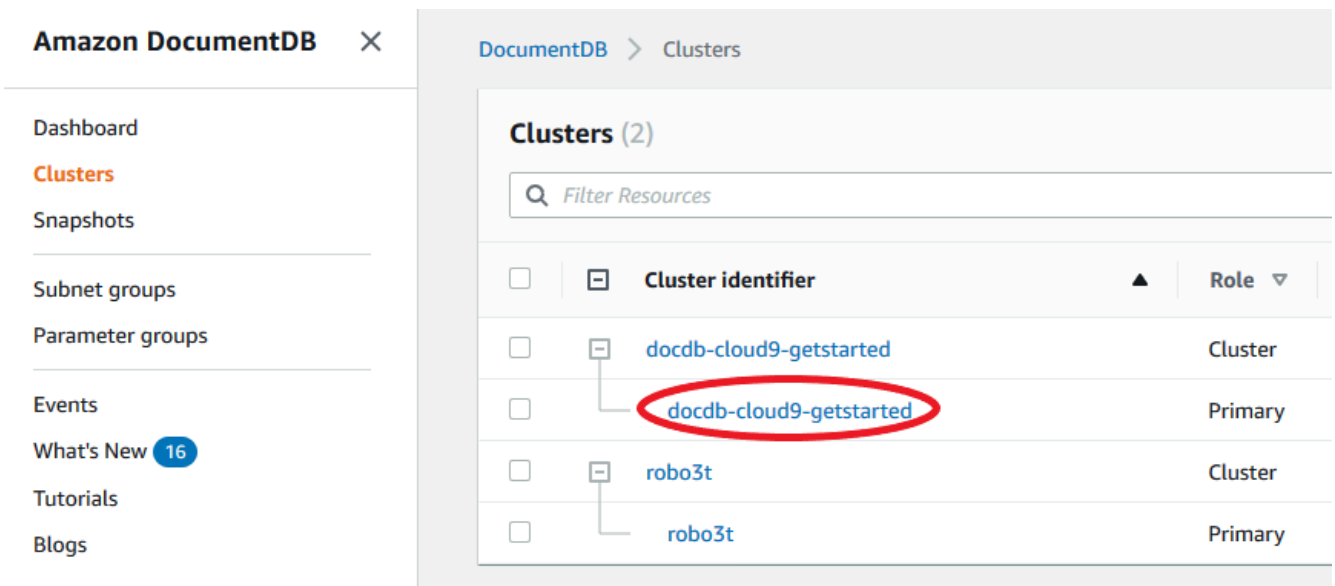 Amazon DocumentDB
Dashboard
Clusters
Snapshots
Subnet groups
Parameter groups
Events
What's New 16
Tutorials
Blogs
DocumentDB > Clusters
Clusters (2)
Filter Resources
Cluster identifier Role
docdb-cloud9-getstarted Cluster
docdb-cloud9-getstarted Primary
robo3t Cluster
robo3t Primary